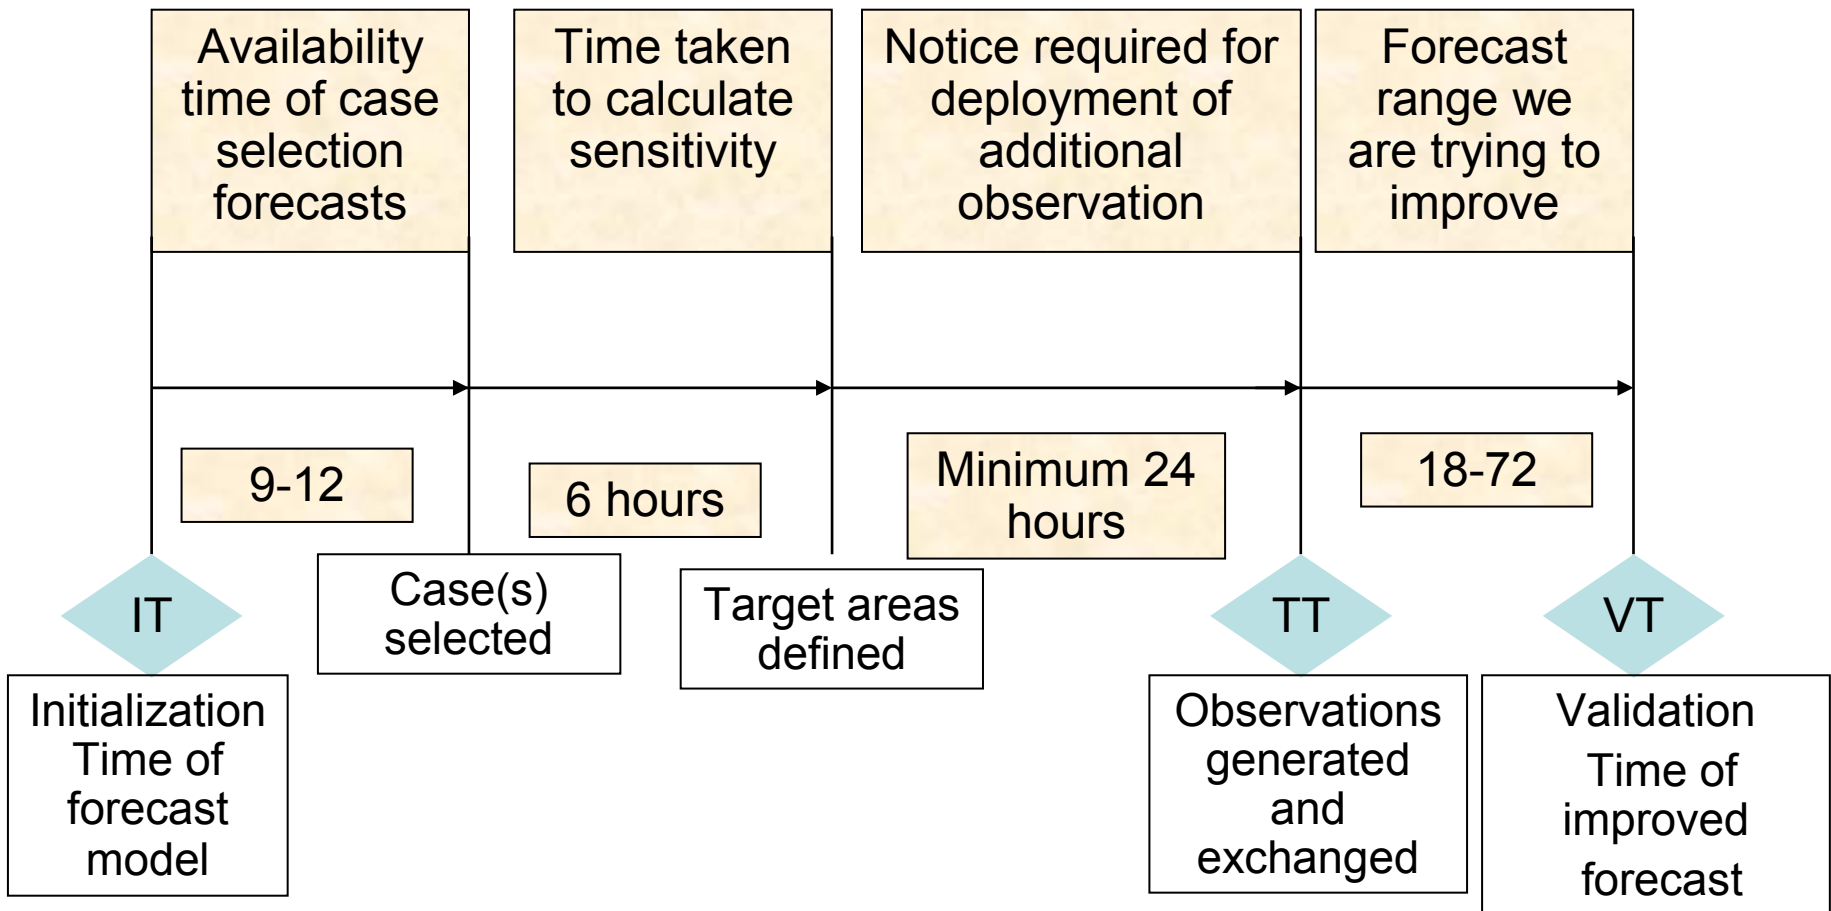 Availability
time of case
selection
forecasts
Time taken
to calculate
sensitivity
Notice required for
deployment of
additional
observation
Forecast
range we
are trying to
improve
9-12
6 hours
Minimum 24
hours
18-72
IT
Case(s)
selected
Target areas
defined
TT
VT
Initialization
Time of
forecast
model
Observations
generated
and
exchanged
Validation
Time of
improved
forecast